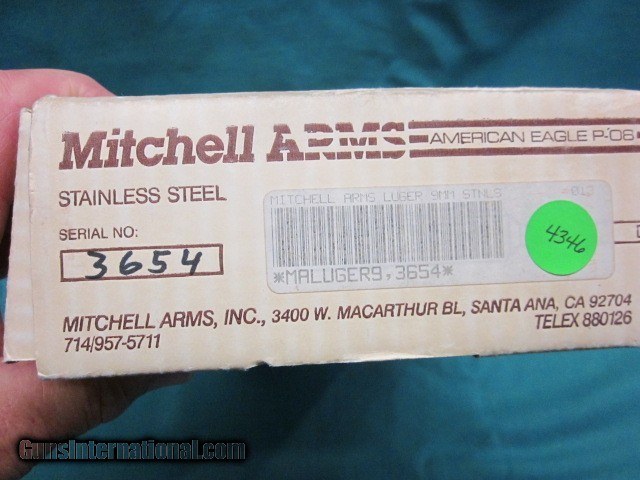 Mitchell ARMS AMERICAN EAGLE P-'08
STAINLESS STEEL
SERIAL NO:
3654
MITCHELL ARMS LUGER 9MM STNLS
*MALUGER9,3654*
4346
MITCHELL ARMS, INC., 3400 W. MACARTHUR BL, SANTA ANA, CA 92704
714/957-5711
TELEX 880126
GunsInternational.com